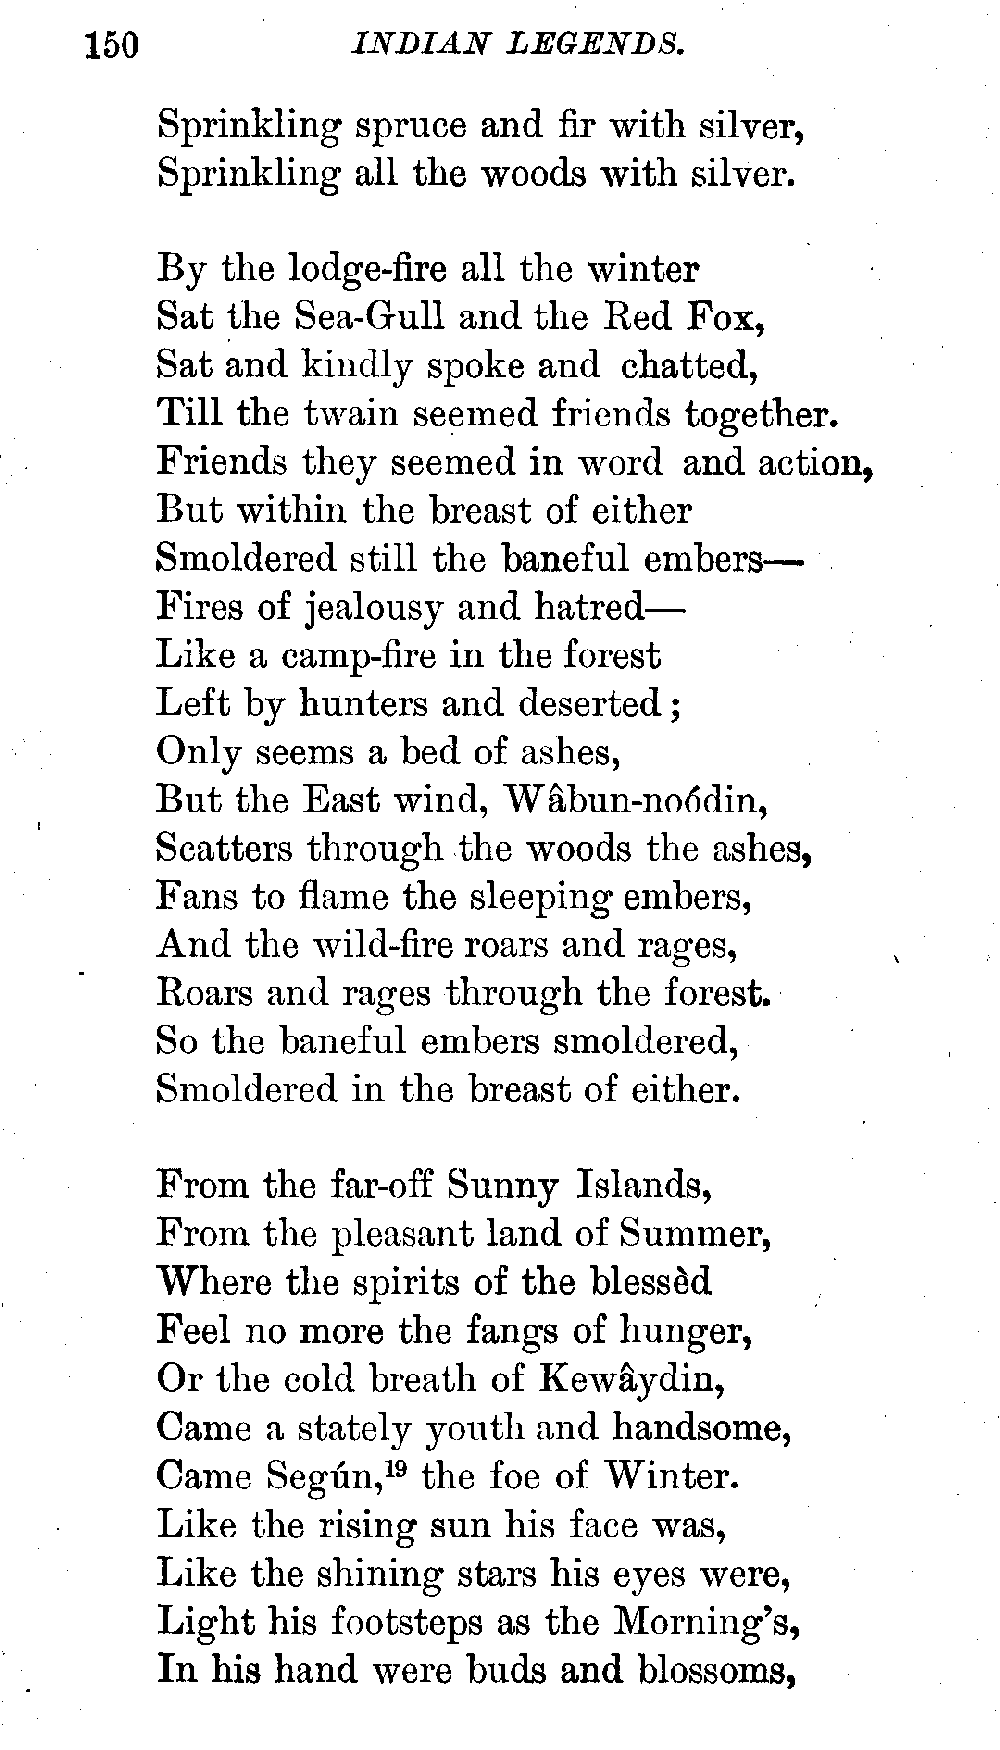 150 INDIAN LEGENDS.
Sprinkling spruce and fir with silver,
Sprinkling all the woods with silver.
By the lodge-fire all the winter
Sat the Sea-Gull and the Red Fox,
Sat and kindly spoke and chatted,
Till the twain seemed friends together.
Friends they seemed in word and action,
But within the breast of either
Smoldered still the baneful embers—
Fires of jealousy and hatred—
Like a camp-fire in the forest
Left by hunters and deserted;
Only seems a bed of ashes,
But the East wind, Wâbun-noódin,
Scatters through the woods the ashes,
Fans to flame the sleeping embers,
And the wild-fire roars and rages,
Roars and rages through the forest.
So the baneful embers smoldered,
Smoldered in the breast of either.
From the far-off Sunny Islands,
From the pleasant land of Summer,
Where the spirits of the blessèd
Feel no more the fangs of hunger,
Or the cold breath of Kewâydin,
Came a stately youth and handsome,
Came Según,¹⁹ the foe of Winter.
Like the rising sun his face was,
Like the shining stars his eyes were,
Light his footsteps as the Morning's,
In his hand were buds and blossoms,